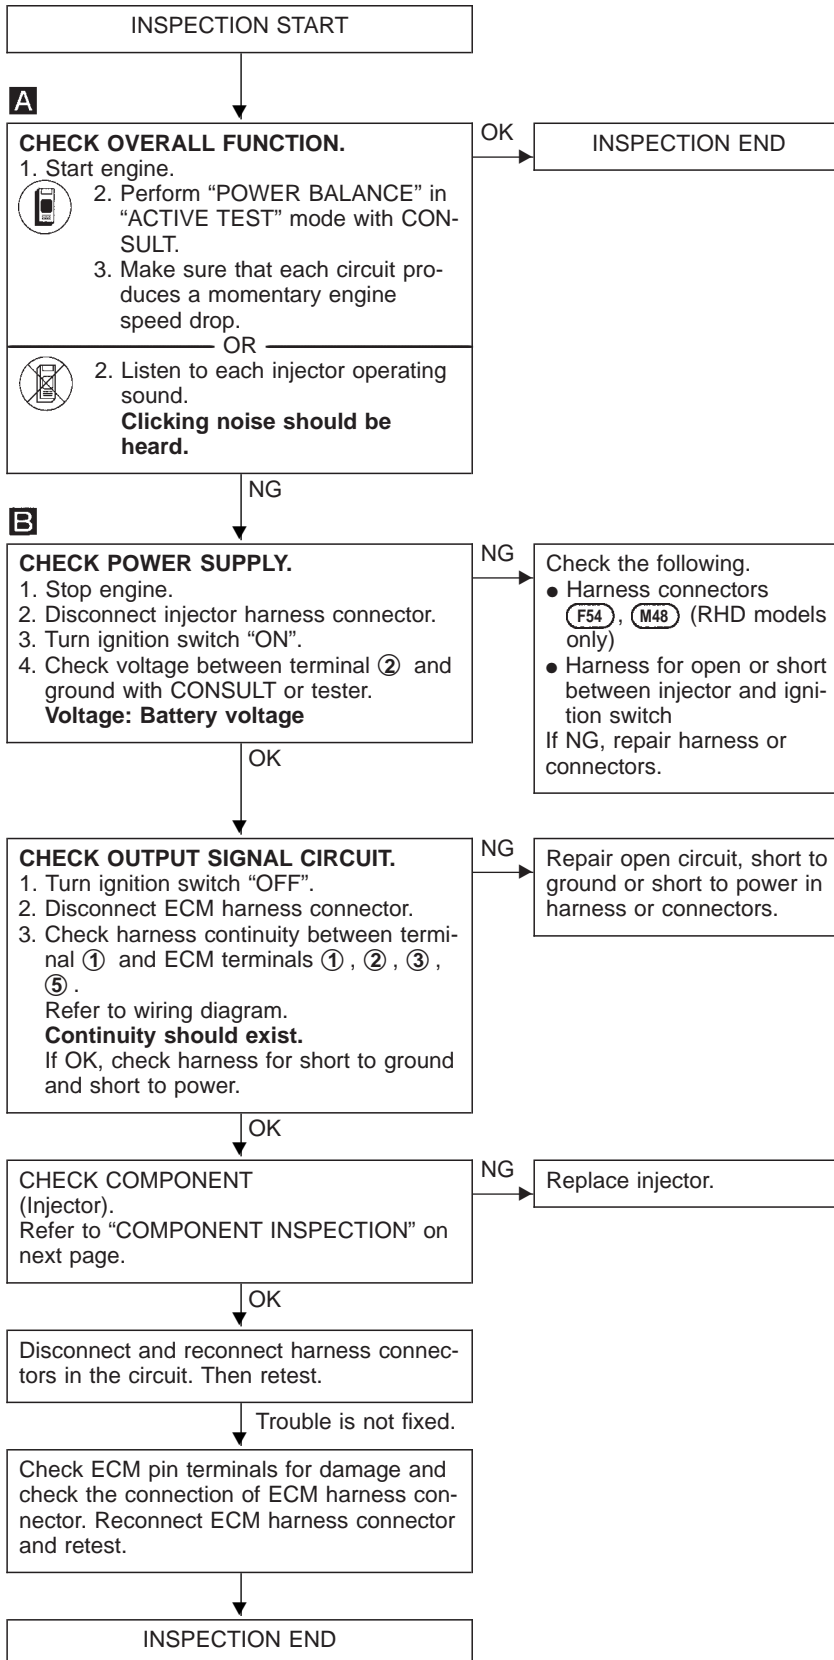 INSPECTION START
A
CHECK OVERALL FUNCTION.
1. Start engine.
2. Perform “POWER BALANCE” in
“ACTIVE TEST” mode with CON-
SULT.
3. Make sure that each circuit pro-
duces a momentary engine
speed drop.
OR
2. Listen to each injector operating
sound.
Clicking noise should be
heard.
OK
INSPECTION END
NG
B
CHECK POWER SUPPLY.
1. Stop engine.
2. Disconnect injector harness connector.
3. Turn ignition switch “ON”.
4. Check voltage between terminal ② and
ground with CONSULT or tester.
Voltage: Battery voltage
NG
Check the following.
● Harness connectors
F54 , M48 (RHD models
only)
● Harness for open or short
between injector and igni-
tion switch
If NG, repair harness or
connectors.
OK
CHECK OUTPUT SIGNAL CIRCUIT.
1. Turn ignition switch “OFF”.
2. Disconnect ECM harness connector.
3. Check harness continuity between termi-
nal ① and ECM terminals ① , ② , ③ ,
⑤ .
Refer to wiring diagram.
Continuity should exist.
If OK, check harness for short to ground
and short to power.
NG
Repair open circuit, short to
ground or short to power in
harness or connectors.
OK
CHECK COMPONENT
(Injector).
Refer to “COMPONENT INSPECTION” on
next page.
NG
Replace injector.
OK
Disconnect and reconnect harness connec-
tors in the circuit. Then retest.
Trouble is not fixed.
Check ECM pin terminals for damage and
check the connection of ECM harness con-
nector. Reconnect ECM harness connector
and retest.
INSPECTION END